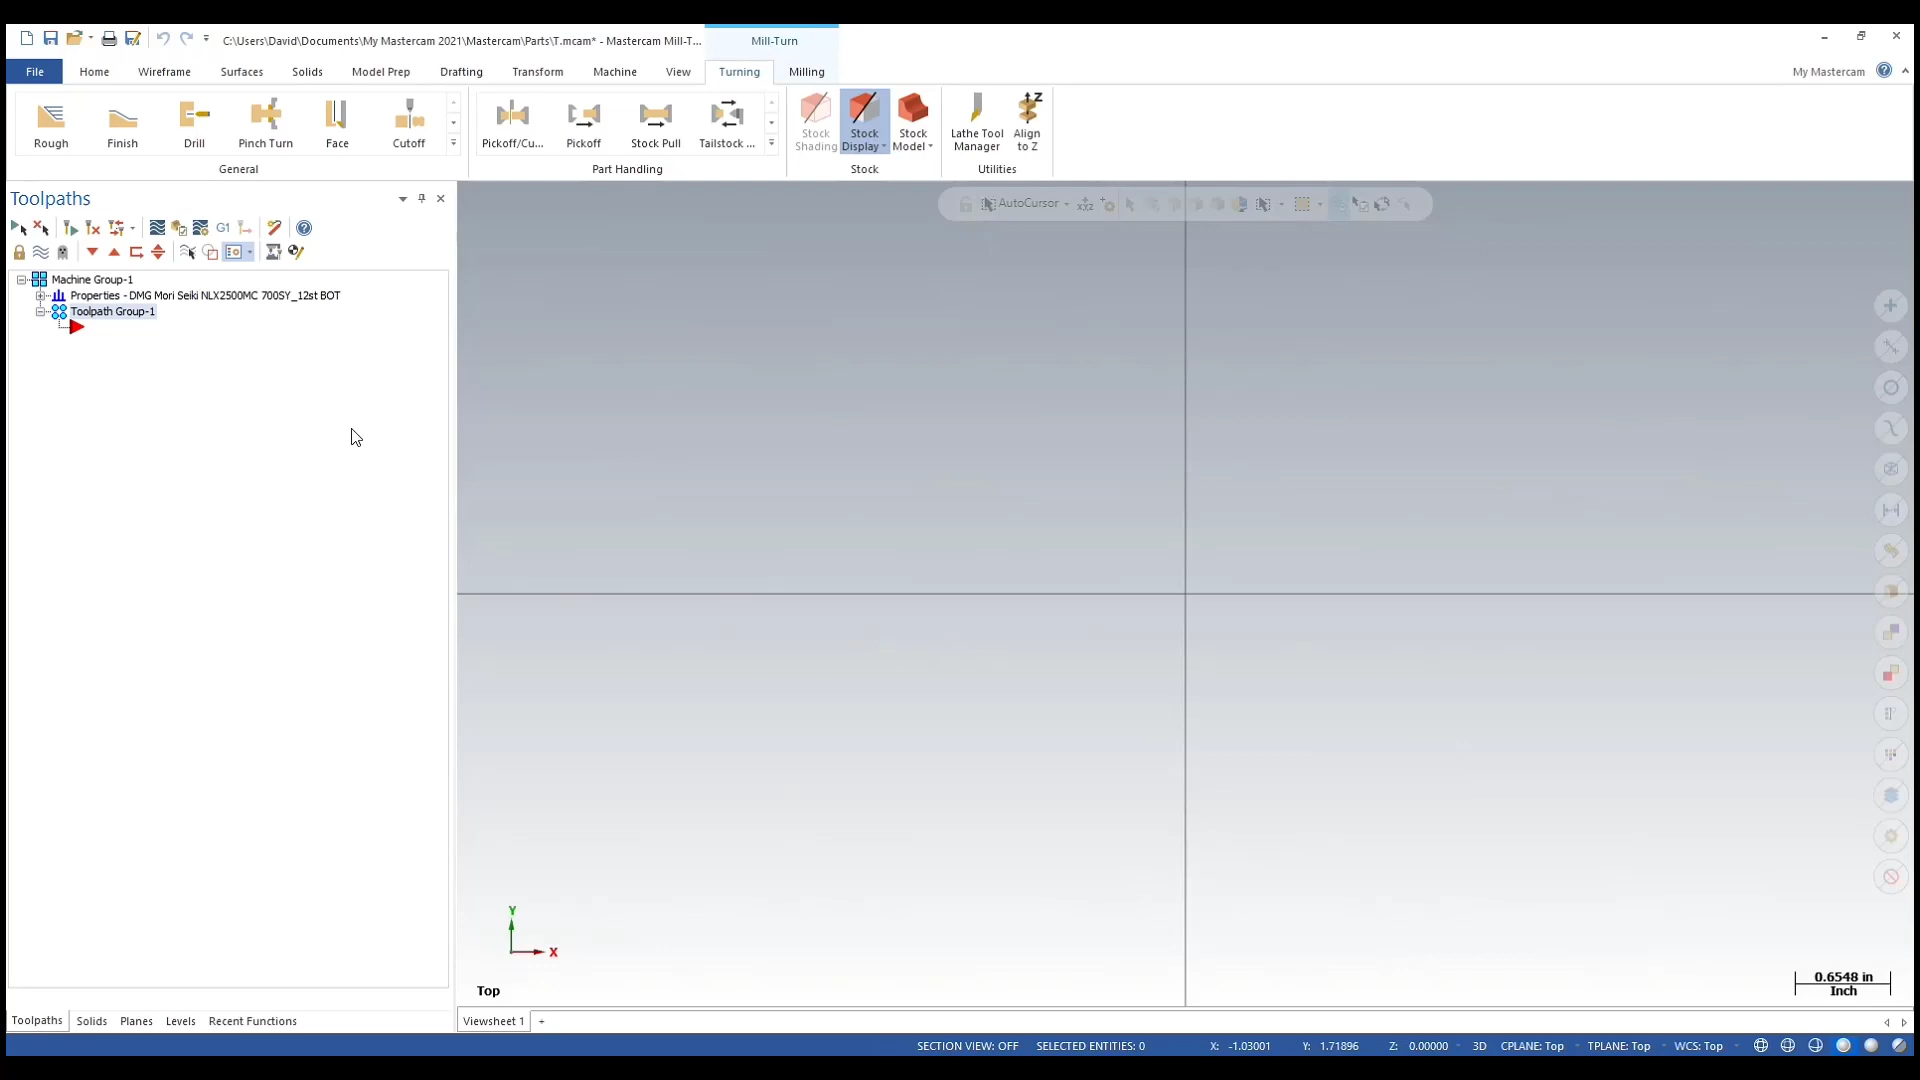 C:\Users\David\Documents\My Mastercam 2021\Mastercam\Parts\T.mcam* - Mastercam Mill-T...
Mill-Turn
File
Home
Wireframe
Surfaces
Solids
Model Prep
Drafting
Transform
Machine
View
Turning
Milling
My Mastercam
Rough
Finish
Drill
Pinch Turn
Face
Cutoff
General
Pickoff/Cu...
Pickoff
Stock Pull
Tailstock ...
Part Handling
Stock
Shading
Stock
Display
Stock
Model
Stock
Lathe Tool
Manager
Align
to Z
Utilities
Toolpaths
AutoCursor
G1
Machine Group-1
Properties - DMG Mori Seiki NLX2500MC 700SY_12st BOT
Toolpath Group-1
Y
X
Top
0.6548 in
Inch
Toolpaths
Solids
Planes
Levels
Recent Functions
Viewsheet 1
+
SECTION VIEW: OFF
SELECTED ENTITIES: 0
X: -1.03001
Y: 1.71896
Z: 0.00000
3D
CPLANE: Top
TPLANE: Top
WCS: Top